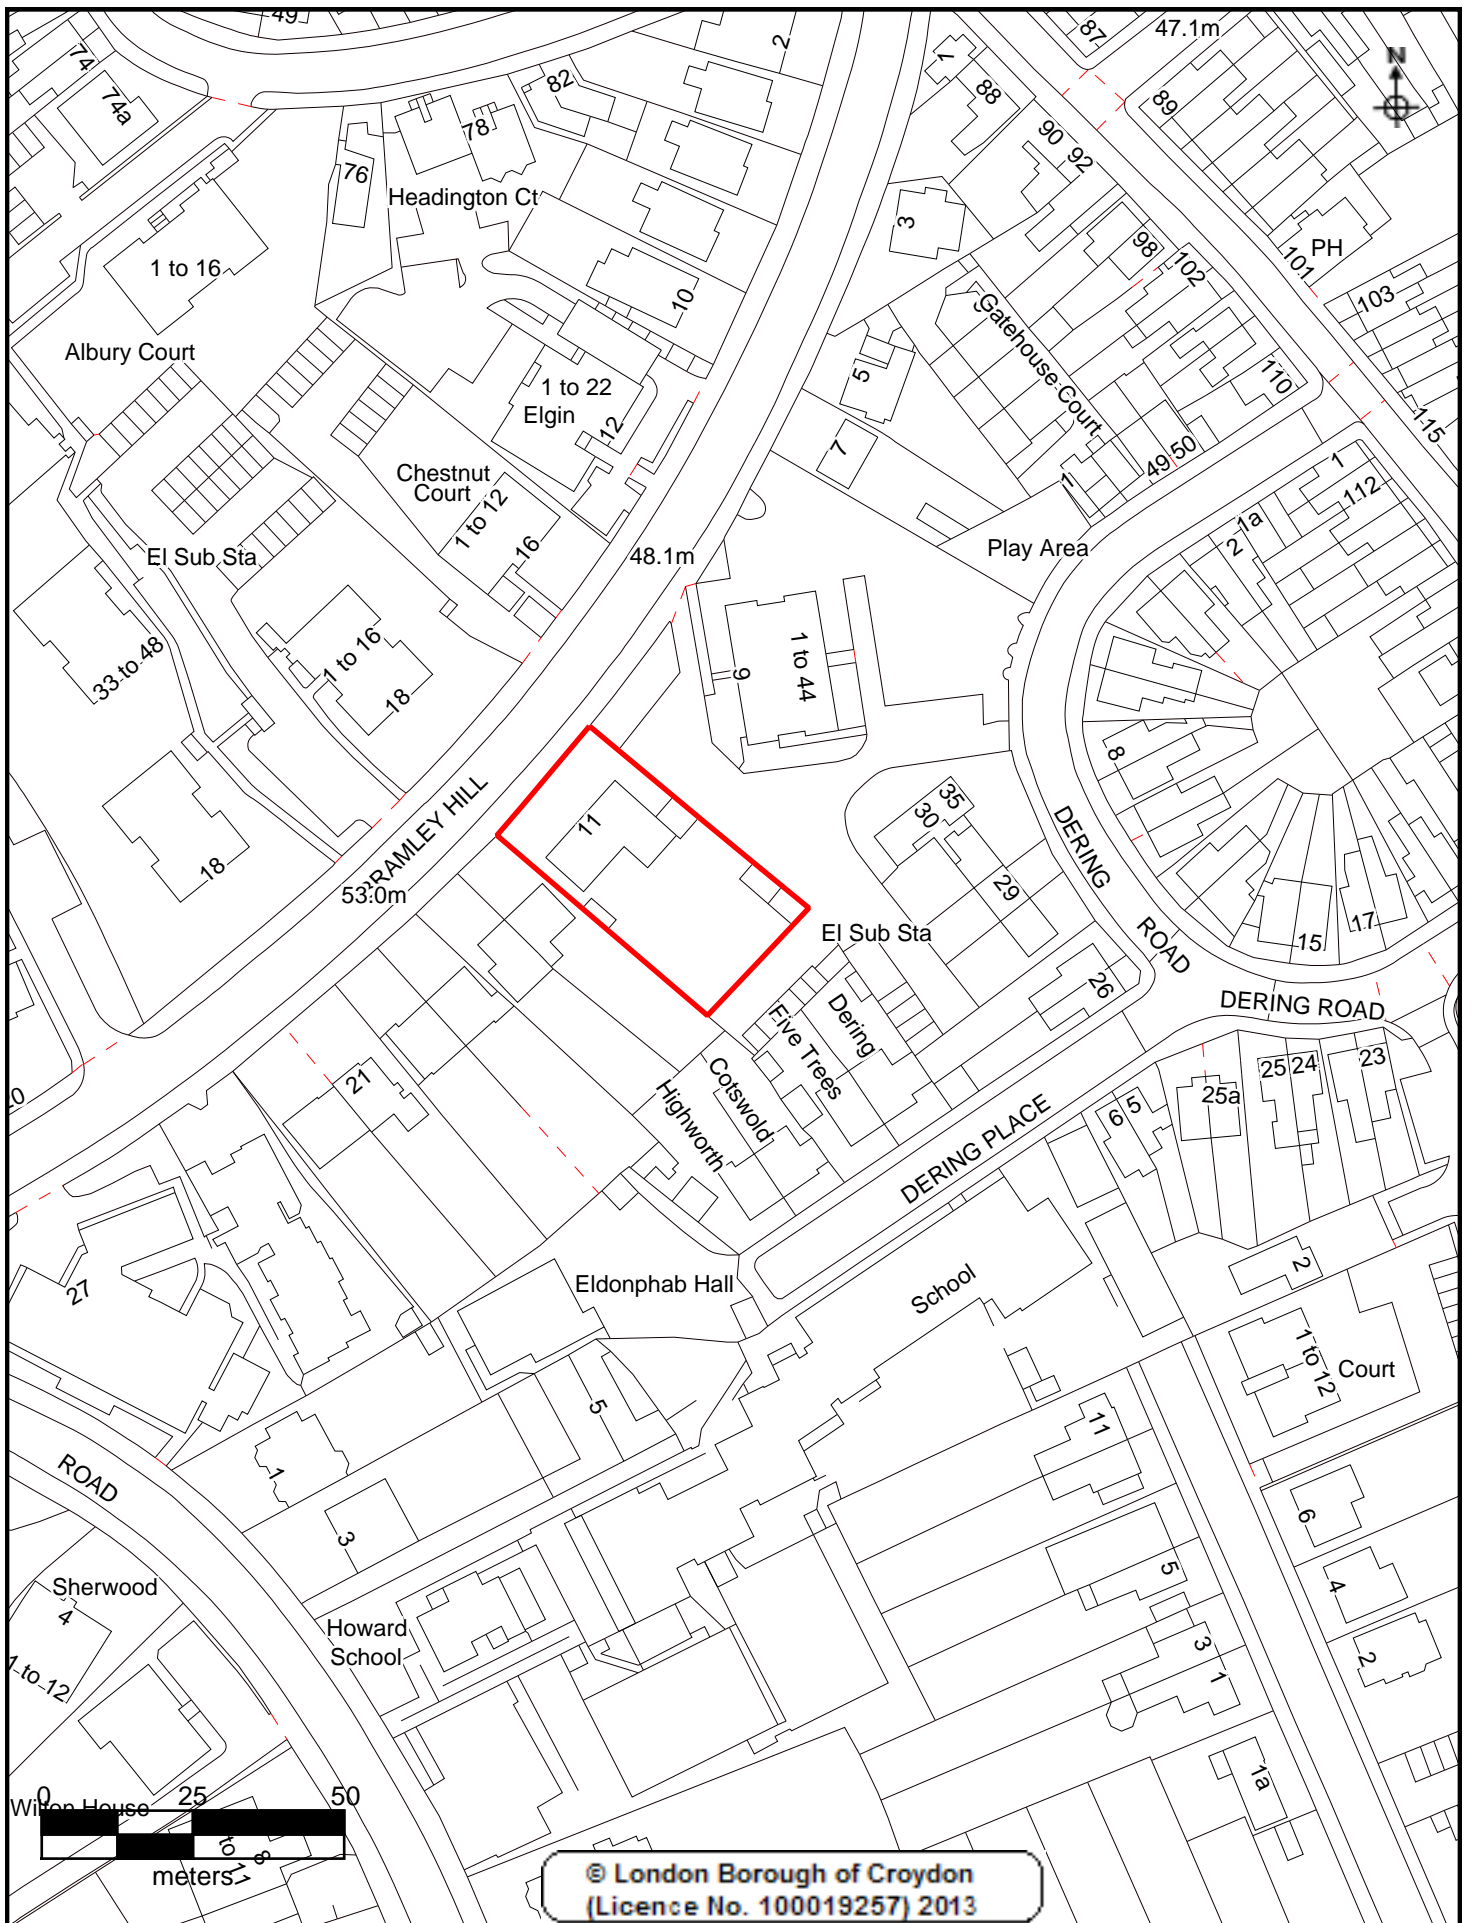 49
2
87
47.1m
N
74
74a
82
78
76
Headington Ct
88
89
90
92
3
98
102
PH
101
103
1 to 16
Albury Court
10
Gatehouse Court
5
7
110
115
1 to 22
Elgin
12
49 50
1
1
112
Chestnut
Court
1 to 12
16
48.1m
Play Area
1a
2
El Sub Sta
33 to 48
1 to 16
18
9
1 to 44
8
18
BRAMLEY HILL
53.0m
11
35
30
29
DERING
ROAD
15
17
El Sub Sta
26
DERING ROAD
Five Trees
Dering
Cotswold
Highworth
21
DERING PLACE
6
5
25a
25
24
23
27
Eldonphab Hall
School
2
1 to 12
Court
5
11
1
3
ROAD
6
4
2
5
3
1
1a
Sherwood
4
1 to 12
Howard
School
Wilton House
0 25 50
meters
8
to 11
© London Borough of Croydon
(Licence No. 100019257) 2013